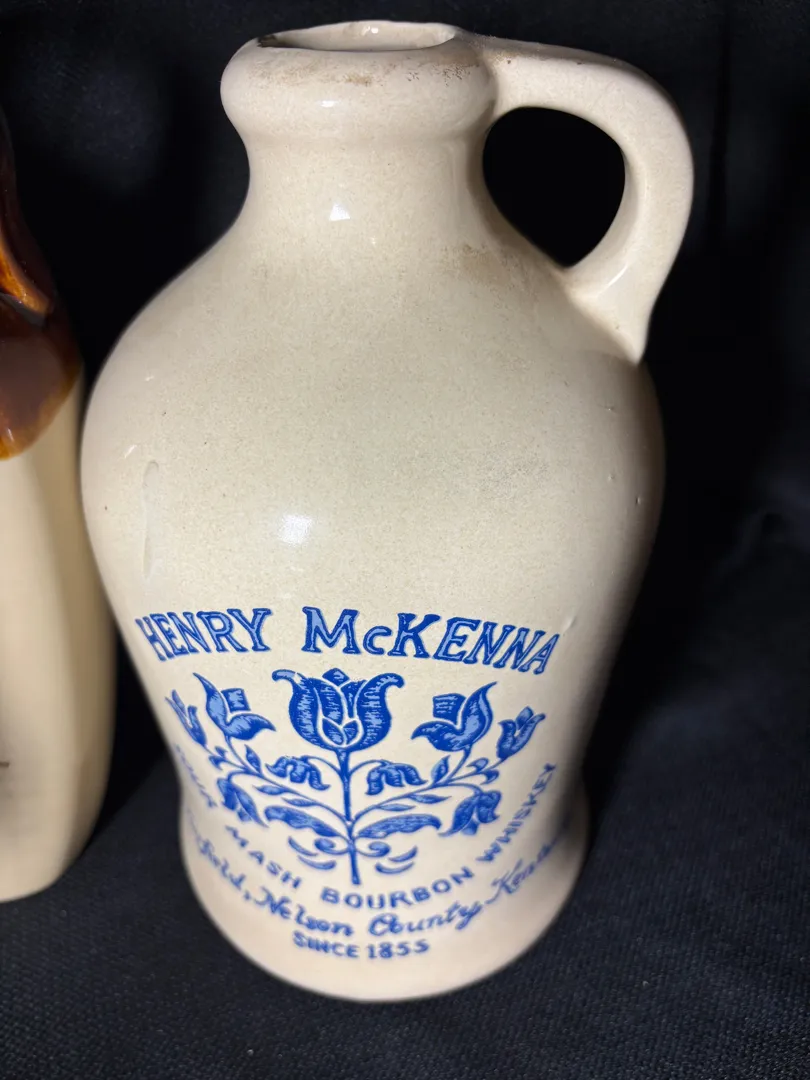 HENRY McKENNA
MASH BOURBON WHISKEY
Nelson County
SINCE 1855